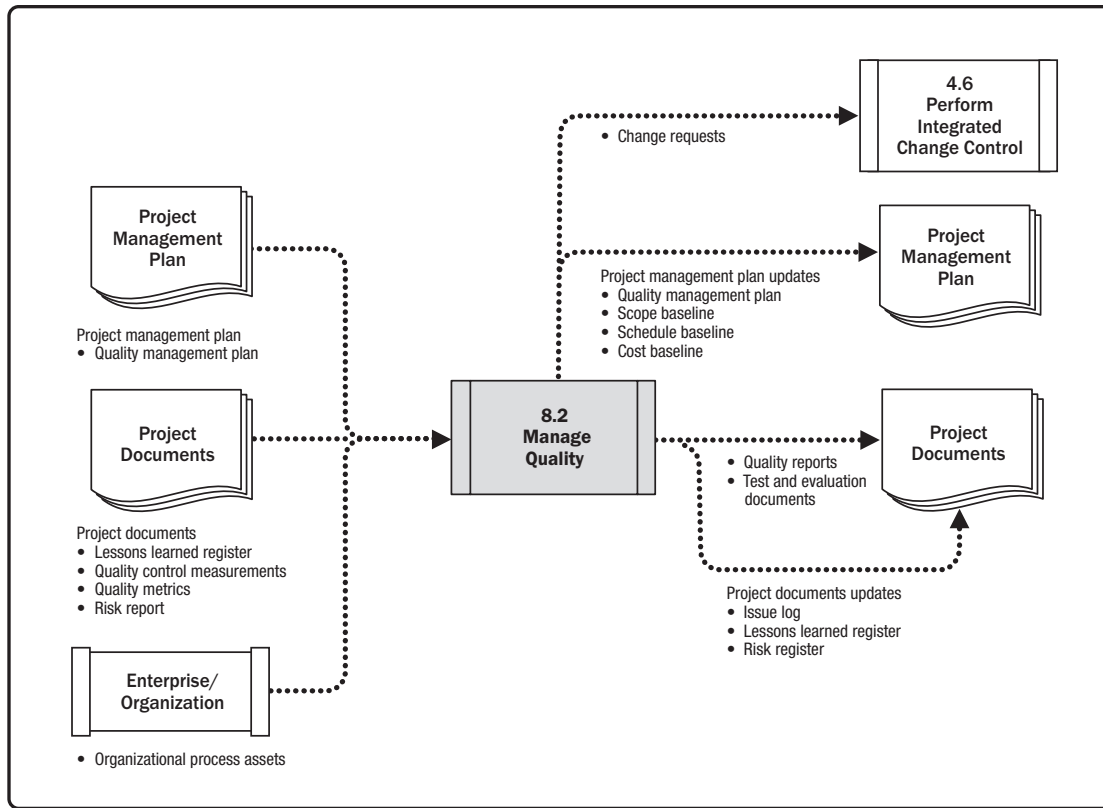 4.6
Perform
Integrated
Change Control
• Change requests
Project
Management
Plan
Project
Management
Plan
Project management plan updates
• Quality management plan
• Scope baseline
• Schedule baseline
• Cost baseline
Project management plan
• Quality management plan
8.2
Manage
Quality
Project
Documents
Project
Documents
• Quality reports
• Test and evaluation
documents
Project documents
• Lessons learned register
• Quality control measurements
• Quality metrics
• Risk report
Project documents updates
• Issue log
• Lessons learned register
• Risk register
Enterprise/
Organization
• Organizational process assets